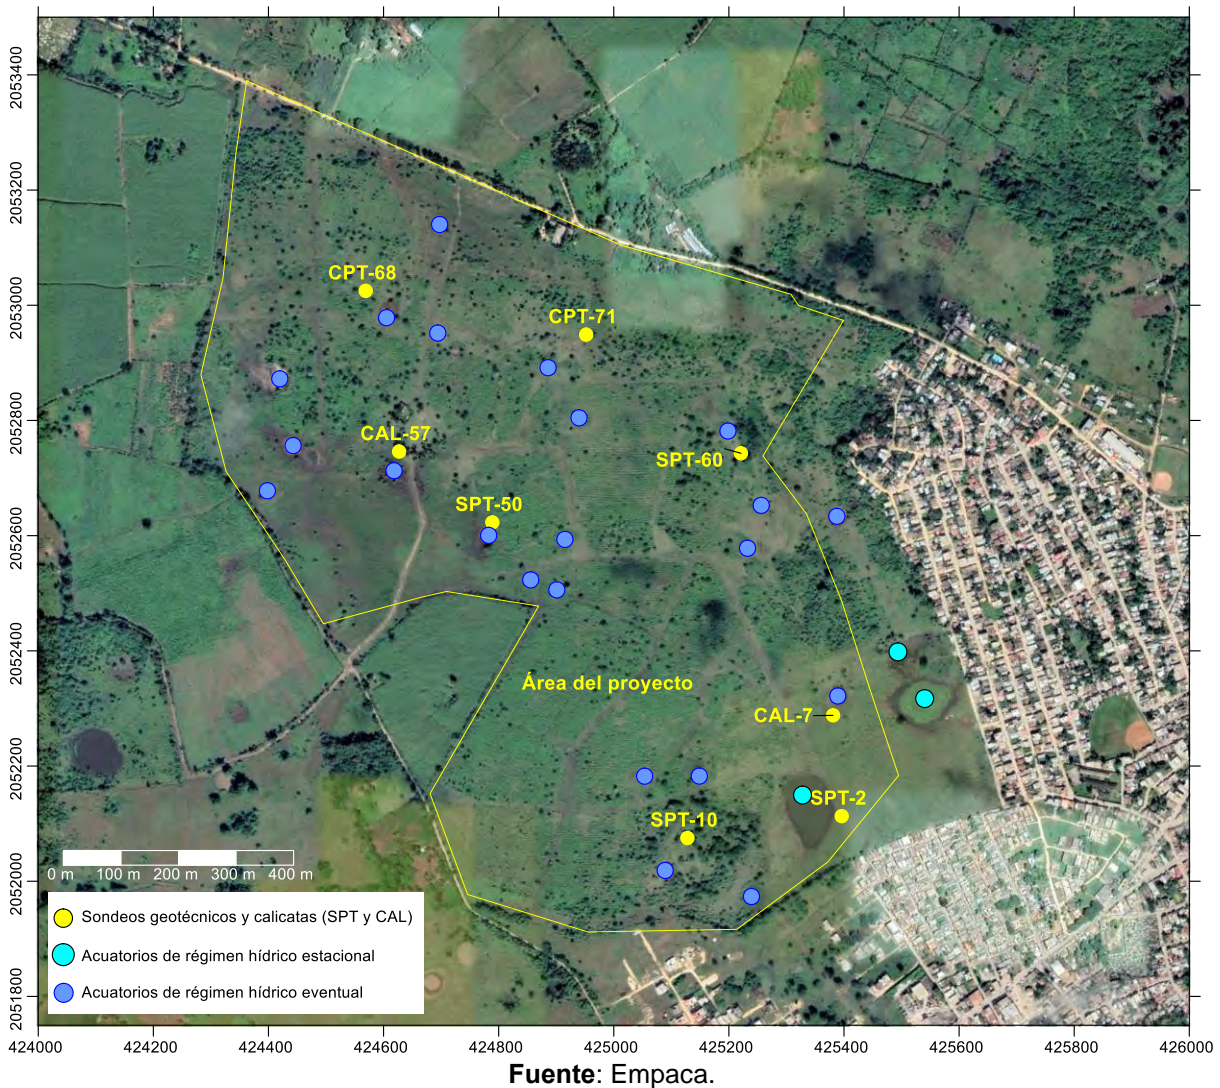 2053400
2053200
2053000
2052800
2052600
2052400
2052200
2052000
2051800
CPT-68
CPT-71
CAL-57
SPT-60
SPT-50
Área del proyecto
CAL-7
SPT-2
SPT-10
0 m 100 m 200 m 300 m 400 m
Sondeos geotécnicos y calicatas (SPT y CAL)
Acuatorios de régimen hídrico estacional
Acuatorios de régimen hídrico eventual
424000 424200 424400 424600 424800 425000 425200 425400 425600 425800 426000
Fuente: Empaca.